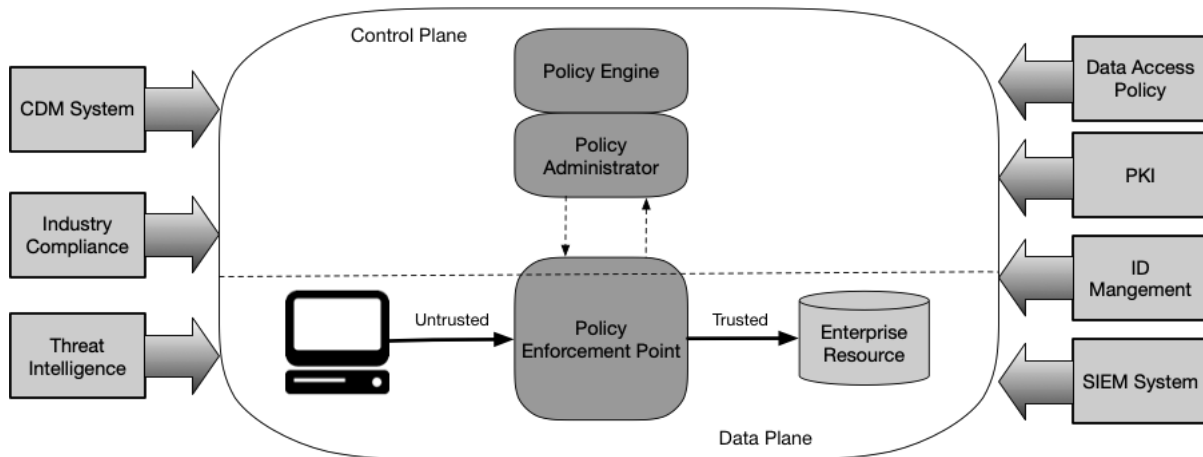 Control Plane
Policy Engine
Policy
Administrator
CDM System
Industry
Compliance
Threat
Intelligence
Data Access
Policy
PKI
ID
Mangement
SIEM System
Untrusted
Policy
Enforcement Point
Trusted
Enterprise
Resource
Data Plane